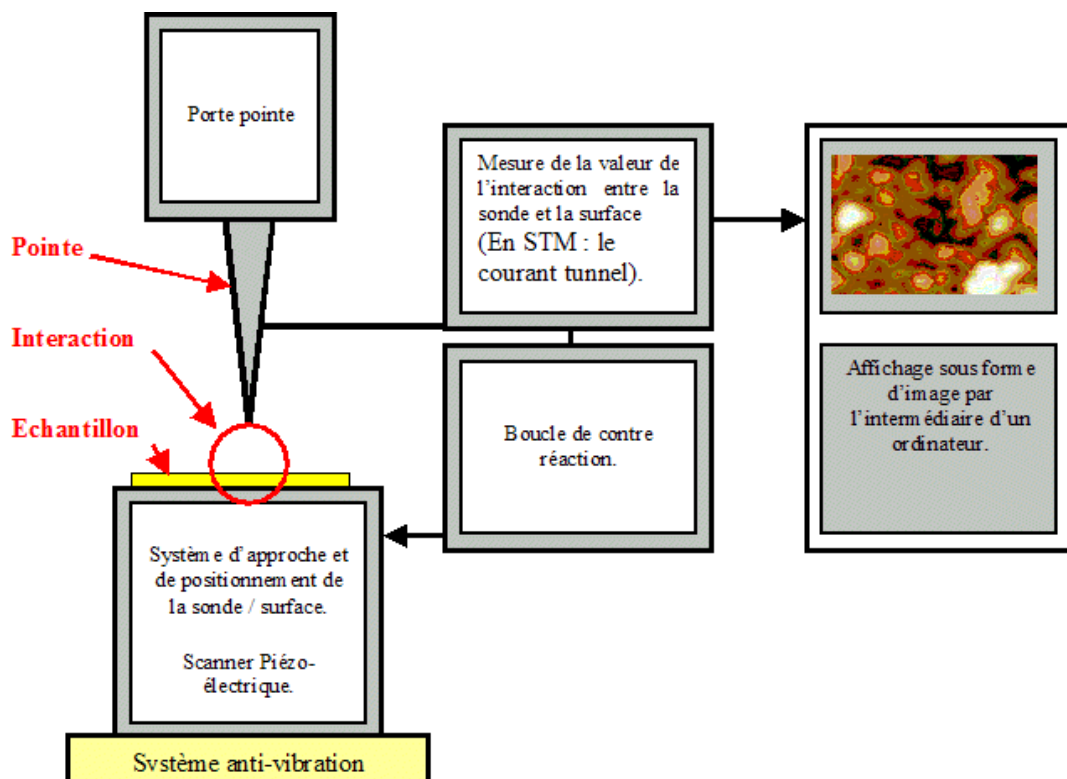 Porte pointe
Pointe
Interaction
Echantillon
Mesure de la valeur de
l'interaction entre la
sonde et la surface
(En STM : le
courant tunnel).
Boucle de contre
réaction.
Affichage sous forme
d'image par
l'intermédiaire d'un
ordinateur.
Système d'approche et
de positionnement de
la sonde / surface.
Scanner Piézo-
électrique.
Système anti-vibration